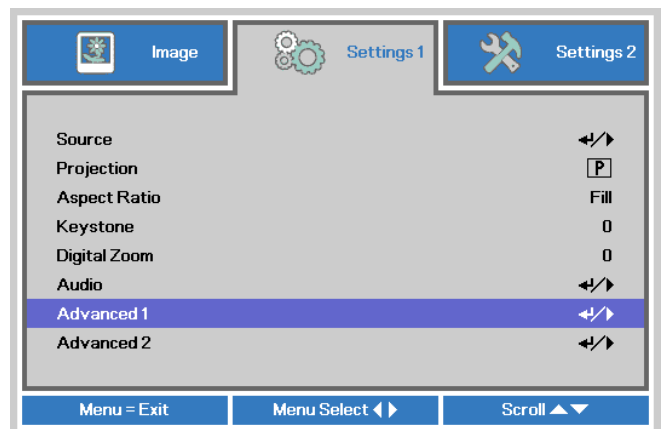 Image
Settings 1
Settings 2
Source
Projection P
Aspect Ratio Fill
Keystone 0
Digital Zoom 0
Audio
Advanced 1
Advanced 2
Menu = Exit
Menu Select
Scroll